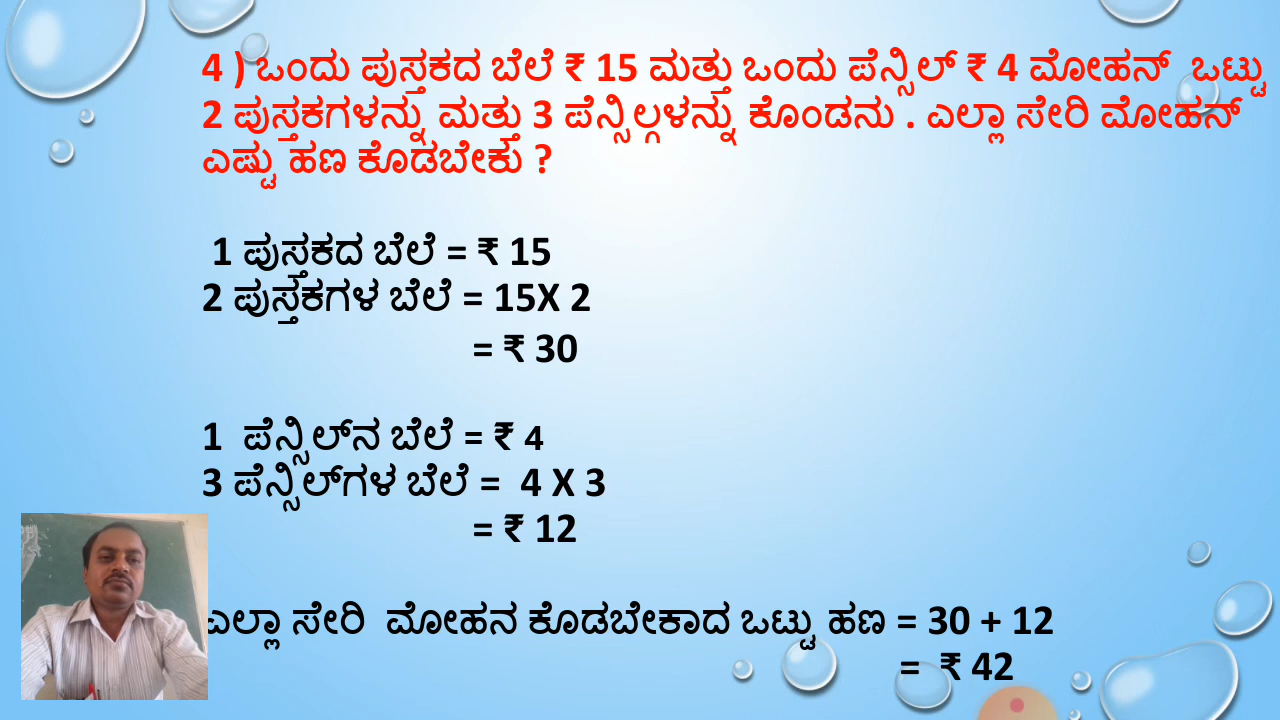 4 ) ಒಂದು ಪುಸ್ತಕದ ಬೆಲೆ ₹ 15 ಮತ್ತು ಒಂದು ಪೆನ್ಸಿಲ್ ₹ 4 ಮೋಹನ್ ಒಟ್ಟು
2 ಪುಸ್ತಕಗಳನ್ನು ಮತ್ತು 3 ಪೆನ್ಸಿಲ್ಗಳನ್ನು ಕೊಂಡನು . ಎಲ್ಲಾ ಸೇರಿ ಮೋಹನ್
ಎಷ್ಟು ಹಣ ಕೊಡಬೇಕು ?
1 ಪುಸ್ತಕದ ಬೆಲೆ = ₹ 15
2 ಪುಸ್ತಕಗಳ ಬೆಲೆ = 15X 2
= ₹ 30
1 ಪೆನ್ಸಿಲ್‌ನ ಬೆಲೆ = ₹ 4
3 ಪೆನ್ಸಿಲ್‌ಗಳ ಬೆಲೆ = 4 X 3
= ₹ 12
ಎಲ್ಲಾ ಸೇರಿ ಮೋಹನ ಕೊಡಬೇಕಾದ ಒಟ್ಟು ಹಣ = 30 + 12
= ₹ 42